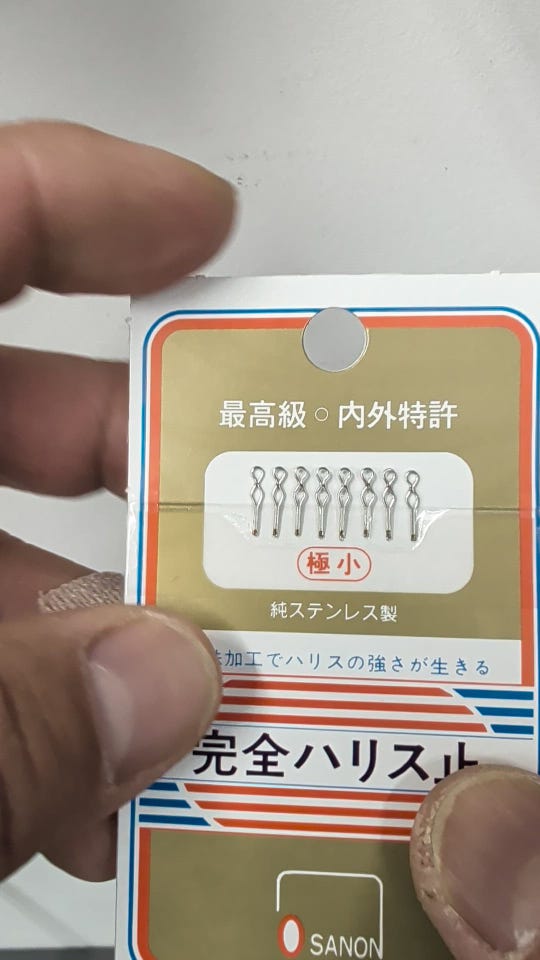 最高級○内外特許
極小
純ステンレス製
加工でハリスの強さが生きる
完全ハリス止
SANON